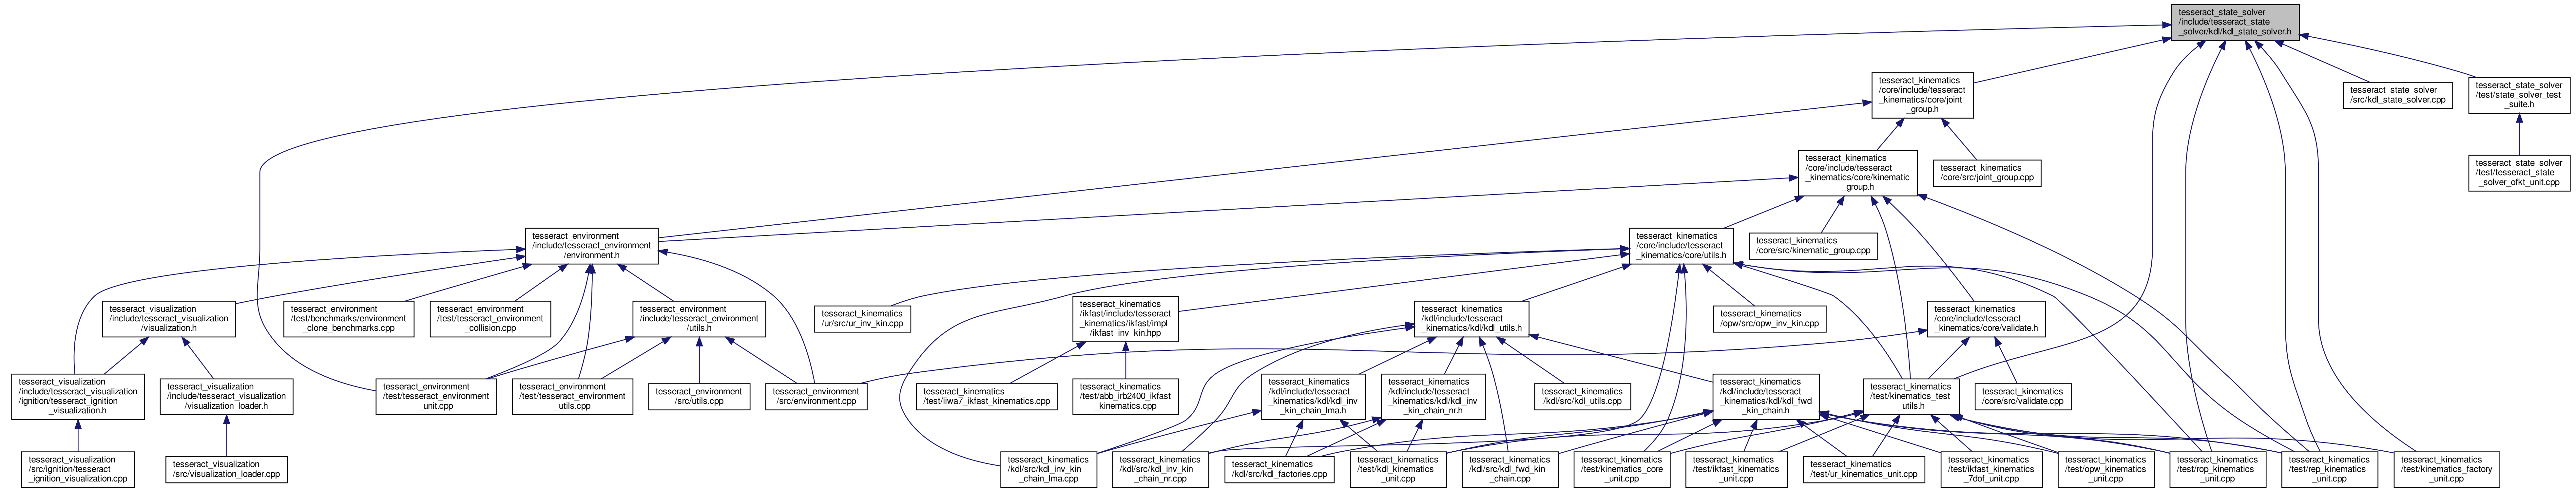 tesseract_state_solver
/include/tesseract_state
_solver/kdl/kdl_state_solver.h
tesseract_kinematics
/core/include/tesseract
_kinematics/core/joint
_group.h
tesseract_state_solver
/src/kdl_state_solver.cpp
tesseract_state_solver
/test/state_solver_test
_suite.h
tesseract_kinematics
/core/include/tesseract
_kinematics/core/kinematic
_group.h
tesseract_kinematics
/core/src/joint_group.cpp
tesseract_state_solver
/test/tesseract_state
_solver_ofkt_unit.cpp
tesseract_environment
/include/tesseract_environment
/environment.h
tesseract_kinematics
/core/include/tesseract
_kinematics/core/utils.h
tesseract_kinematics
/core/src/kinematic_group.cpp
tesseract_visualization
/include/tesseract_visualization
/visualization.h
tesseract_environment
/test/benchmarks/environment
_clone_benchmarks.cpp
tesseract_environment
/test/tesseract_environment
_collision.cpp
tesseract_environment
/include/tesseract_environment
/utils.h
tesseract_kinematics
/ur/src/ur_inv_kin.cpp
tesseract_kinematics
/ikfast/include/tesseract
_kinematics/ikfast/impl
/ikfast_inv_kin.hpp
tesseract_kinematics
/kdl/include/tesseract
_kinematics/kdl/kdl_utils.h
tesseract_kinematics
/opw/src/opw_inv_kin.cpp
tesseract_kinematics
/core/include/tesseract
_kinematics/core/validate.h
tesseract_visualization
/include/tesseract_visualization
/ignition/tesseract_ignition
_visualization.h
tesseract_visualization
/include/tesseract_visualization
/visualization_loader.h
tesseract_environment
/test/tesseract_environment
_unit.cpp
tesseract_environment
/test/tesseract_environment
_utils.cpp
tesseract_environment
/src/utils.cpp
tesseract_environment
/src/environment.cpp
tesseract_kinematics
/test/iiwa7_ikfast_kinematics.cpp
tesseract_kinematics
/test/abb_irb2400_ikfast
_kinematics.cpp
tesseract_kinematics
/kdl/include/tesseract
_kinematics/kdl/kdl_inv
_kin_chain_lma.h
tesseract_kinematics
/kdl/include/tesseract
_kinematics/kdl/kdl_inv
_kin_chain_nr.h
tesseract_kinematics
/kdl/src/kdl_utils.cpp
tesseract_kinematics
/kdl/include/tesseract
_kinematics/kdl/kdl_fwd
_kin_chain.h
tesseract_kinematics
/test/kinematics_test
_utils.h
tesseract_kinematics
/core/src/validate.cpp
tesseract_visualization
/src/ignition/tesseract
_ignition_visualization.cpp
tesseract_visualization
/src/visualization_loader.cpp
tesseract_kinematics
/kdl/src/kdl_inv_kin
_chain_lma.cpp
tesseract_kinematics
/kdl/src/kdl_inv_kin
_chain_nr.cpp
tesseract_kinematics
/kdl/src/kdl_factories.cpp
tesseract_kinematics
/test/kdl_kinematics
_unit.cpp
tesseract_kinematics
/kdl/src/kdl_fwd_kin
_chain.cpp
tesseract_kinematics
/test/kinematics_core
_unit.cpp
tesseract_kinematics
/test/ikfast_kinematics
_unit.cpp
tesseract_kinematics
/test/ur_kinematics_unit.cpp
tesseract_kinematics
/test/ikfast_kinematics
_7dof_unit.cpp
tesseract_kinematics
/test/opw_kinematics
_unit.cpp
tesseract_kinematics
/test/rop_kinematics
_unit.cpp
tesseract_kinematics
/test/rep_kinematics
_unit.cpp
tesseract_kinematics
/test/kinematics_factory
_unit.cpp